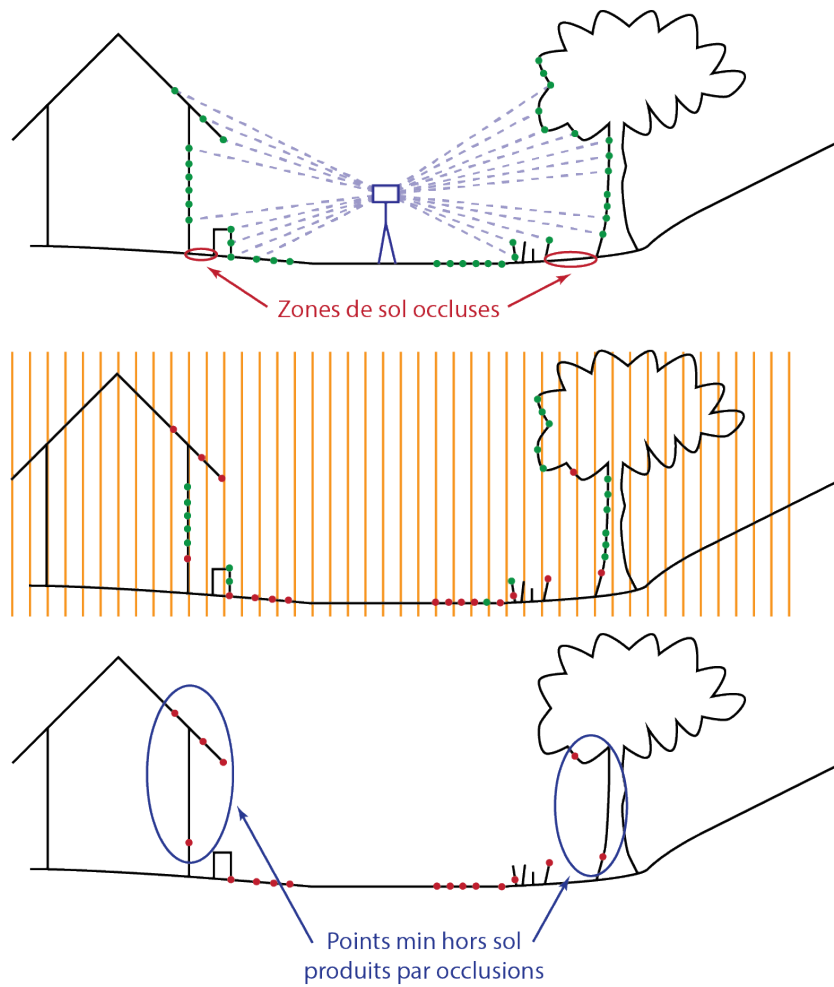 Zones de sol occluses
Points min hors sol
produits par occlusions